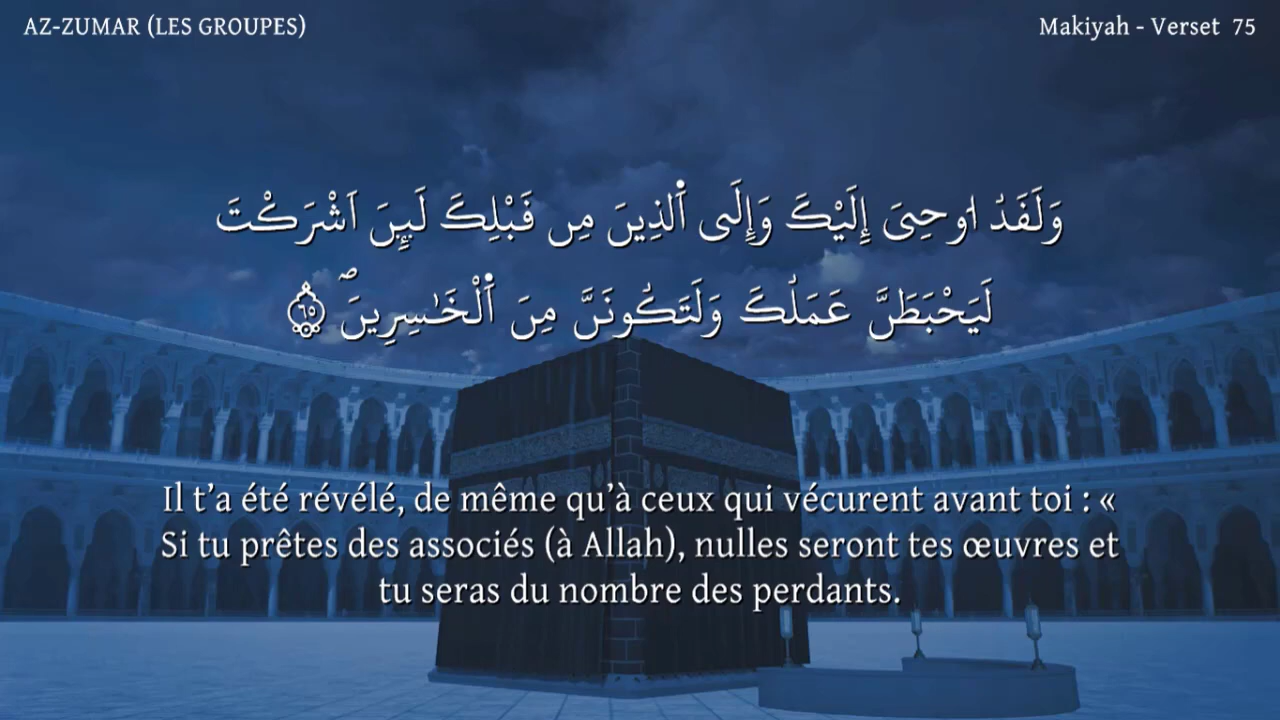 AZ-ZUMAR (LES GROUPES)
Makiyah - Verset 75
وَلَقَدُ ا۟وحِيَ إِلَيْكَ وَإِلَى اَ۬لذِينَ مِن قَبْلِكَ لَئِنَ اَشْرَكْتَ
لَيَحْبَطَنَّ عَمَلُكَ وَلَتَكُونَنَّ مِنَ اَ۬لْخَٰسِرِينَۖ ٦٥
Il t’a été révélé, de même qu’à ceux qui vécurent avant toi : «
Si tu prêtes des associés (à Allah), nulles seront tes œuvres et
tu seras du nombre des perdants.